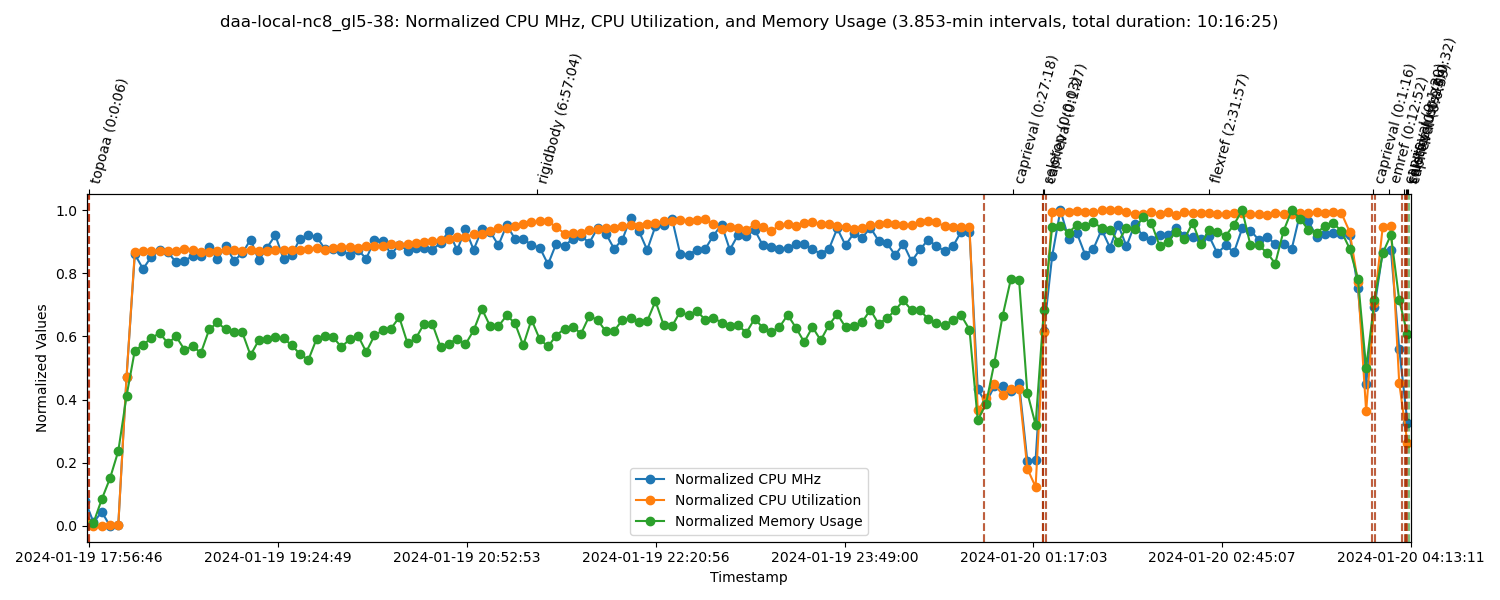 daa-local-nc8_gl5-38: Normalized CPU MHz, CPU Utilization, and Memory Usage (3.853-min intervals, total duration: 10:16:25)
topoaa (0:0:06)
rigidbody (6:57:04)
caprieval (0:27:18)
caprieval (0:1:27)
flexref (2:31:57)
caprieval (0:1:16)
emref (0:12:52)
Normalized Values
1.0
0.8
0.6
0.4
0.2
0.0
Normalized CPU MHz
Normalized CPU Utilization
Normalized Memory Usage
2024-01-19 17:56:46
2024-01-19 19:24:49
2024-01-19 20:52:53
2024-01-19 22:20:56
2024-01-19 23:49:00
2024-01-20 01:17:03
2024-01-20 02:45:07
2024-01-20 04:13:11
Timestamp